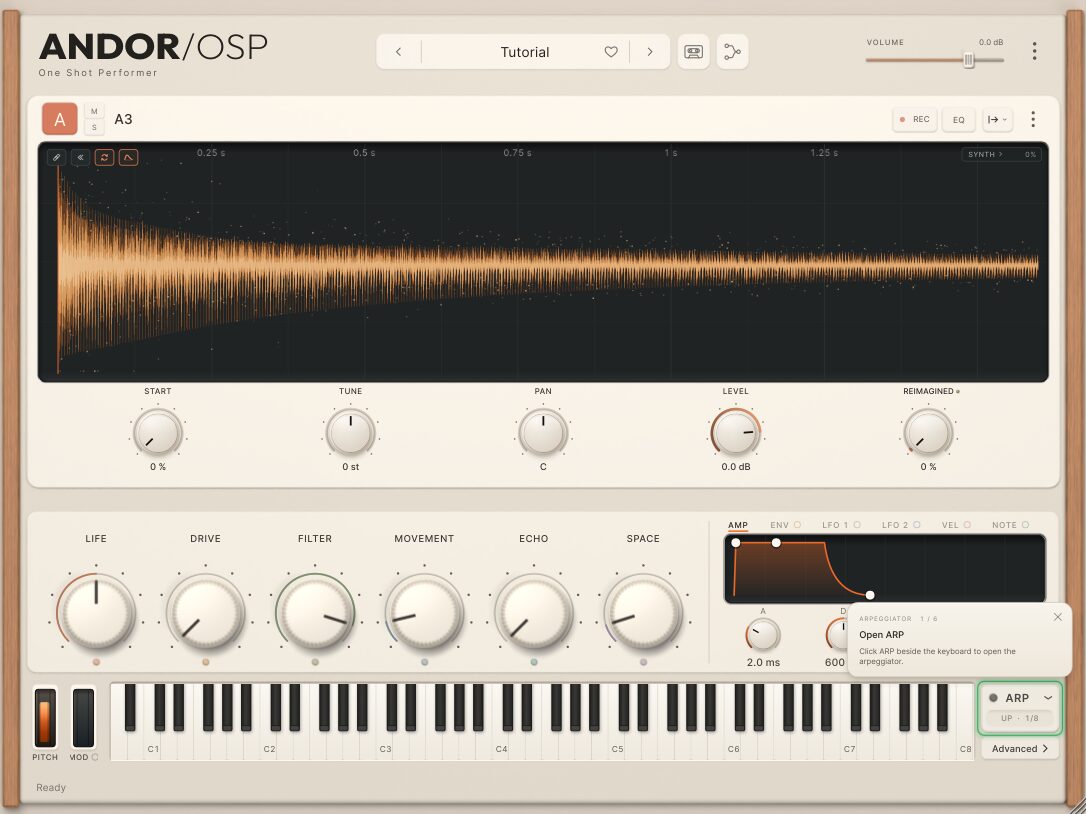 ANDOR/OSP
One Shot Performer
Tutorial
VOLUME 0.0 dB
A
M
S
A3
REC
EQ
0.25 s 0.5 s 0.75 s 1 s 1.25 s
SYNTH > 0%
START TUNE PAN LEVEL REIMAGINED
0 % 0 st C 0.0 dB 0 %
LIFE DRIVE FILTER MOVEMENT ECHO SPACE
AMP ENV LFO 1 LFO 2 VEL NOTE
A D
2.0 ms 600
ARPEGGIATOR 1 / 6
Open ARP
Click ARP beside the keyboard to open the
arpeggiator.
ARP
UP · 1/8
Advanced
C1 C2 C3 C4 C5 C6 C7 C8
PITCH MOD
Ready